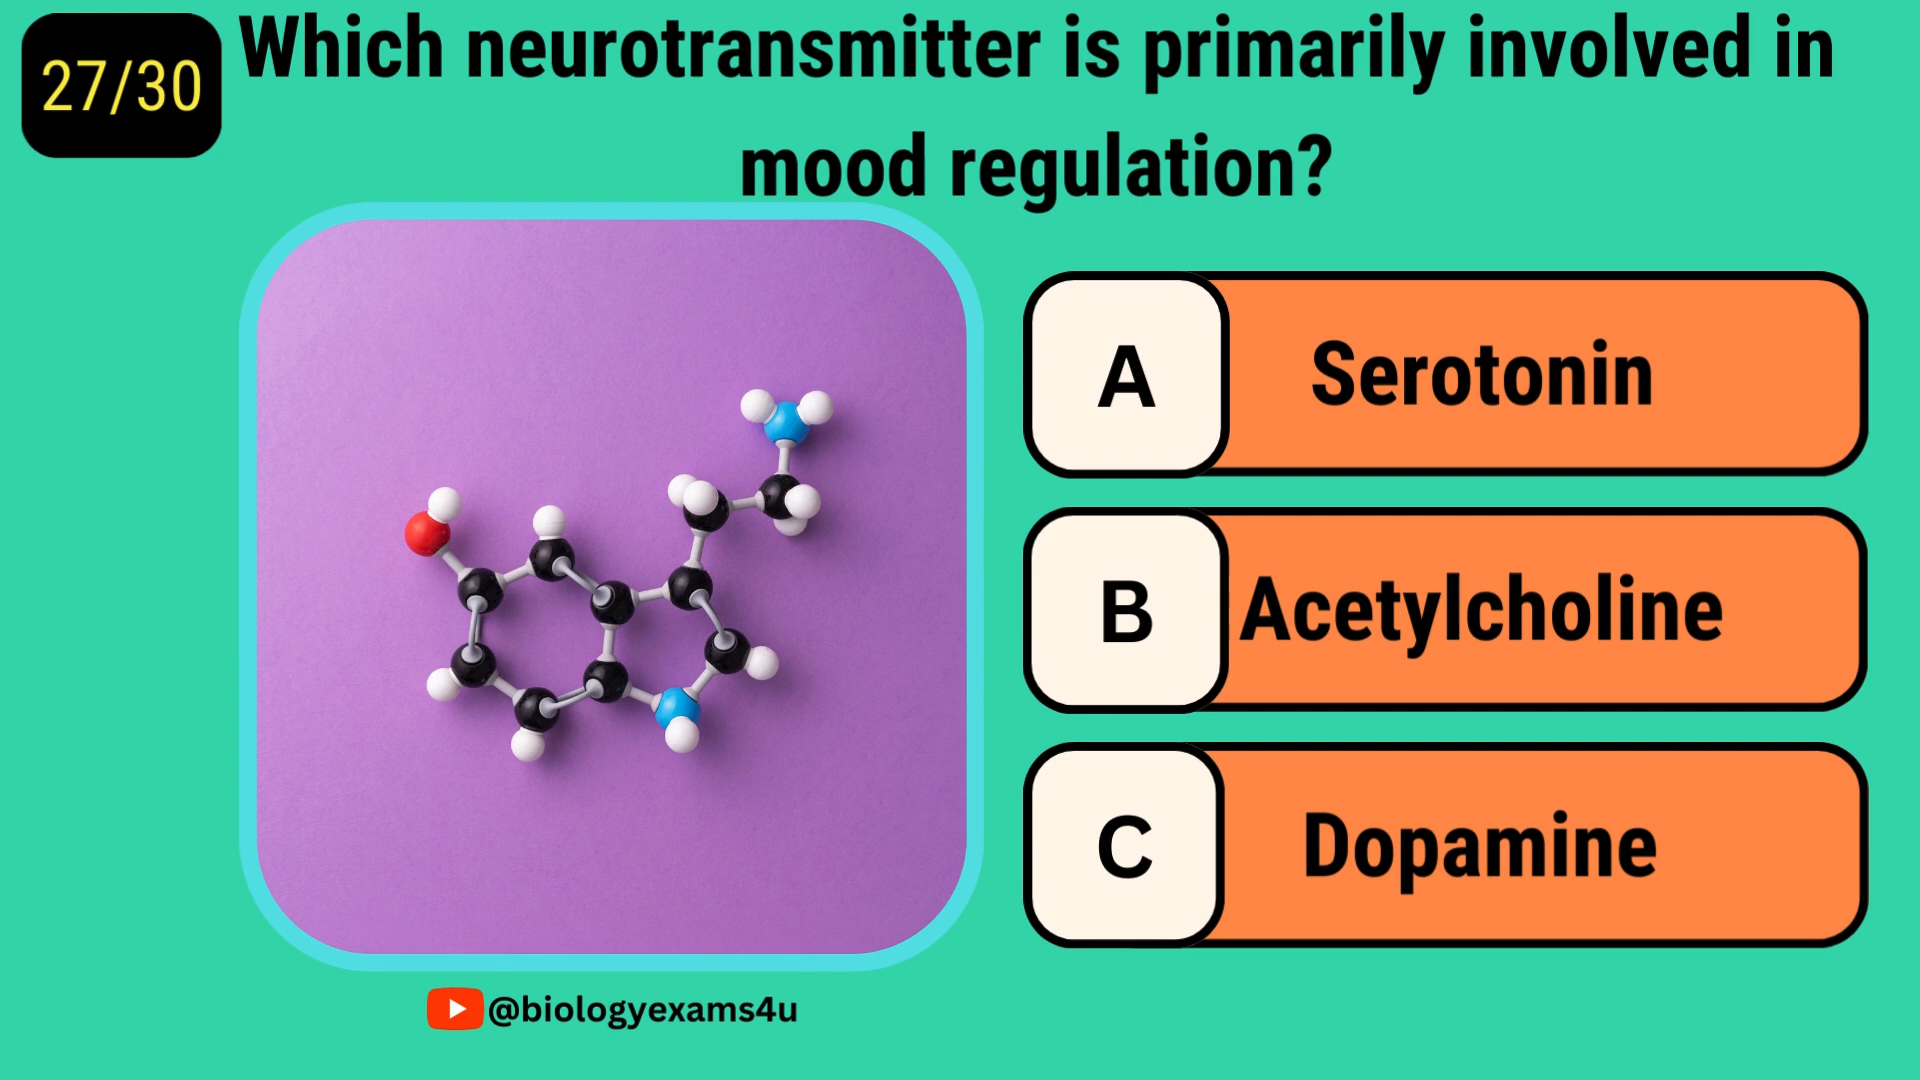 27/30
Which neurotransmitter is primarily involved in
mood regulation?
A
Serotonin
B
Acetylcholine
C
Dopamine
@biologyexams4u